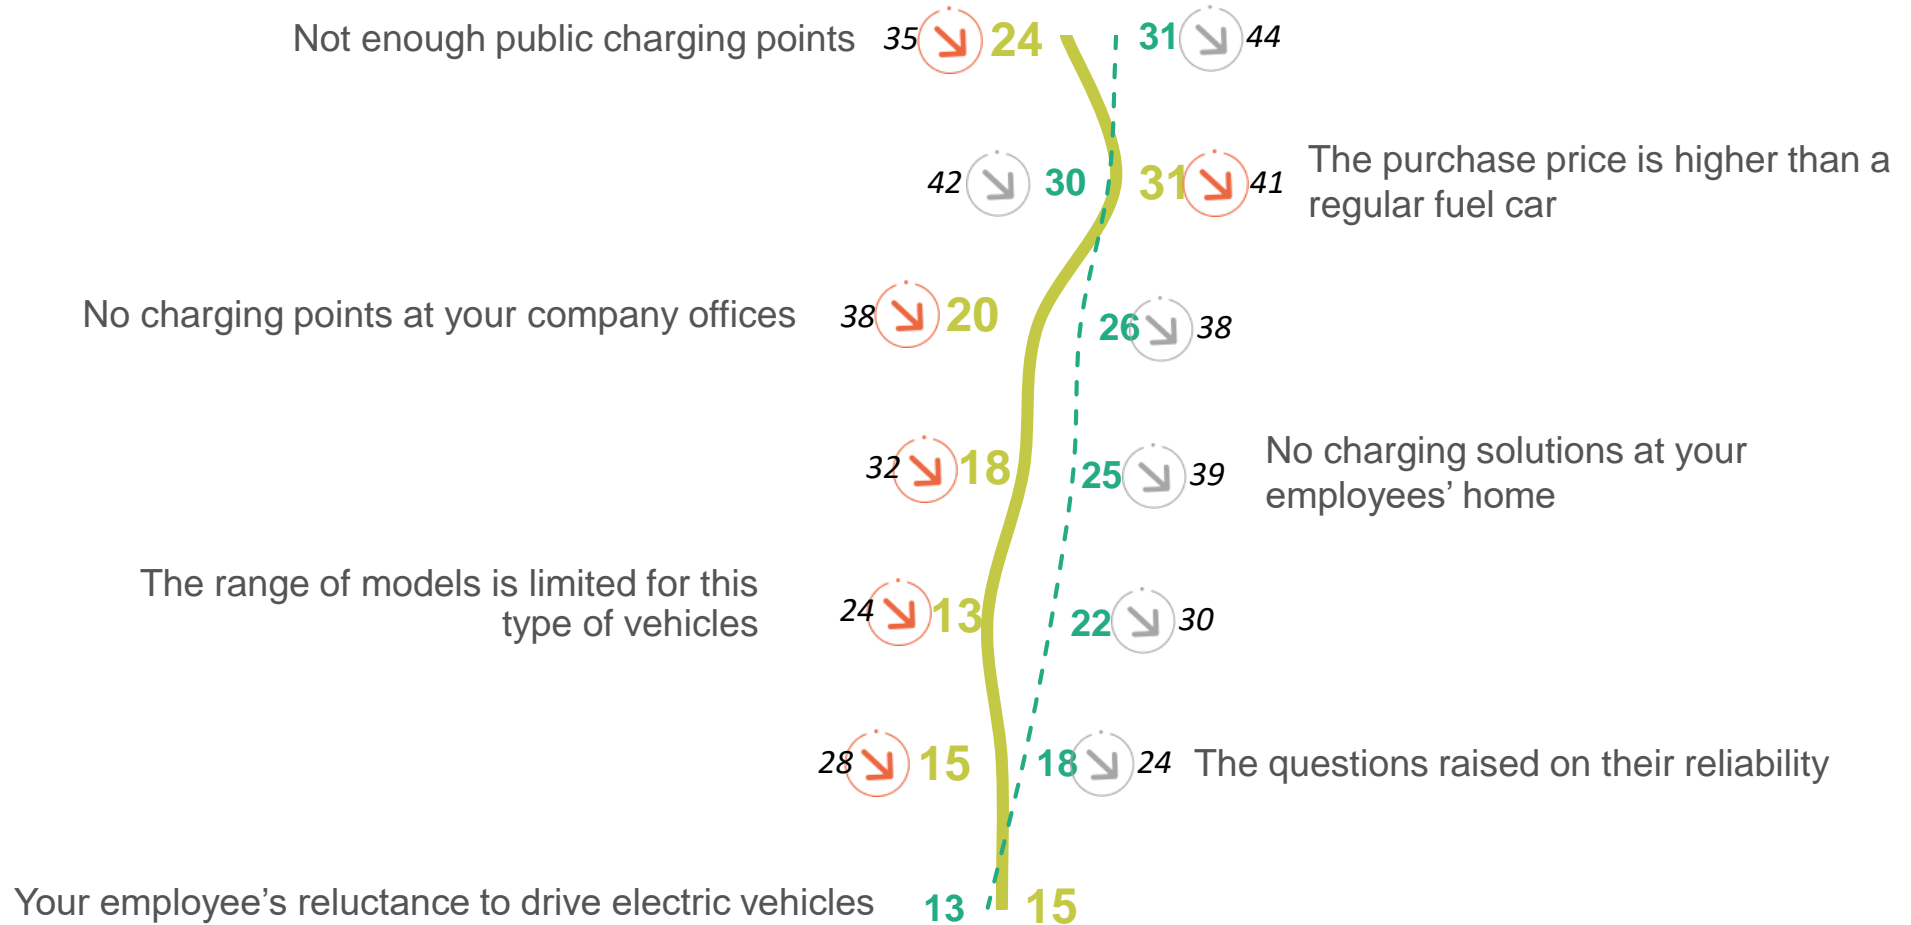 Not enough public charging points 35 24 31 44
42 30 31 41 The purchase price is higher than a
regular fuel car
No charging points at your company offices 38 20 26 38
32 18 25 39 No charging solutions at your
employees’ home
The range of models is limited for this
type of vehicles 24 13 22 30
28 15 18 24 The questions raised on their reliability
Your employee’s reluctance to drive electric vehicles 13 15